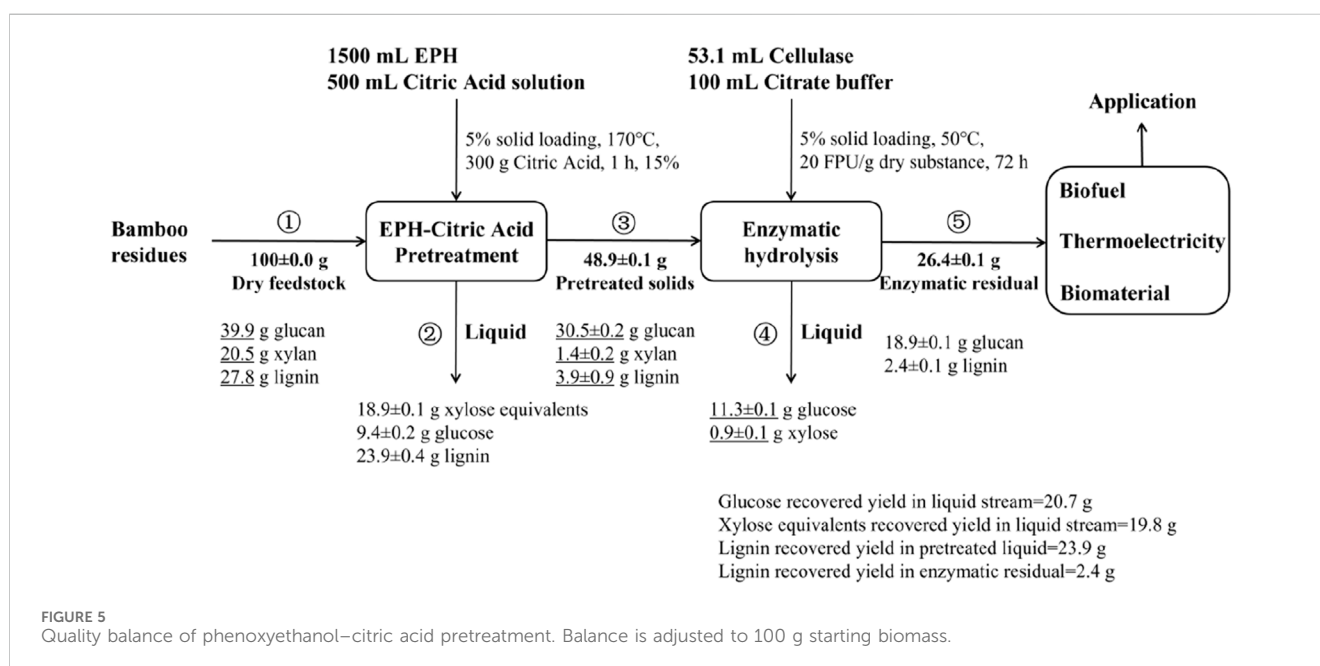 1500 mL EPH
500 mL Citric Acid solution
53.1 mL Cellulase
100 mL Citrate buffer
Application
5% solid loading, 170°C,
300 g Citric Acid, 1 h, 15%
5% solid loading, 50°C,
20 FPU/g dry substance, 72 h
Bamboo
residues
①
100±0.0 g
Dry feedstock
EPH-Citric Acid
Pretreatment
③
48.9±0.1 g
Pretreated solids
Enzymatic
hydrolysis
⑤
26.4±0.1 g
Enzymatic residual
Biofuel
Thermoelectricity
Biomaterial
39.9 g glucan
20.5 g xylan
27.8 g lignin
② Liquid
30.5±0.2 g glucan
1.4±0.2 g xylan
3.9±0.9 g lignin
④ Liquid
18.9±0.1 g glucan
2.4±0.1 g lignin
18.9±0.1 g xylose equivalents
9.4±0.2 g glucose
23.9±0.4 g lignin
11.3±0.1 g glucose
0.9±0.1 g xylose
Glucose recovered yield in liquid stream=20.7 g
Xylose equivalents recovered yield in liquid stream=19.8 g
Lignin recovered yield in pretreated liquid=23.9 g
Lignin recovered yield in enzymatic residual=2.4 g
FIGURE 5
Quality balance of phenoxyethanol–citric acid pretreatment. Balance is adjusted to 100 g starting biomass.